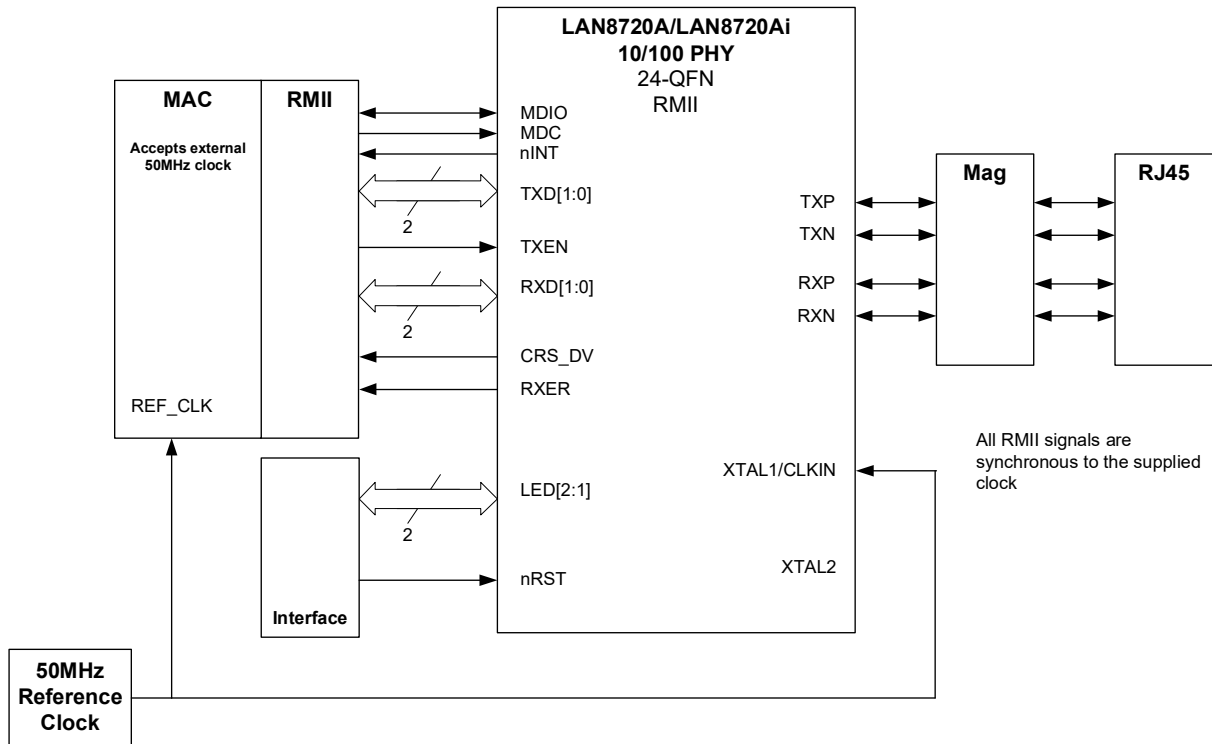 LAN8720A/LAN8720Ai
10/100 PHY
24-QFN
RMII
MAC
RMII
Accepts external
50MHz clock
REF_CLK
MDIO
MDC
nINT
TXD[1:0]
2
TXEN
RXD[1:0]
2
CRS_DV
RXER
LED[2:1]
2
nRST
Interface
TXP
TXN
RXP
RXN
XTAL1/CLKIN
XTAL2
Mag
RJ45
All RMII signals are
synchronous to the supplied
clock
50MHz
Reference
Clock